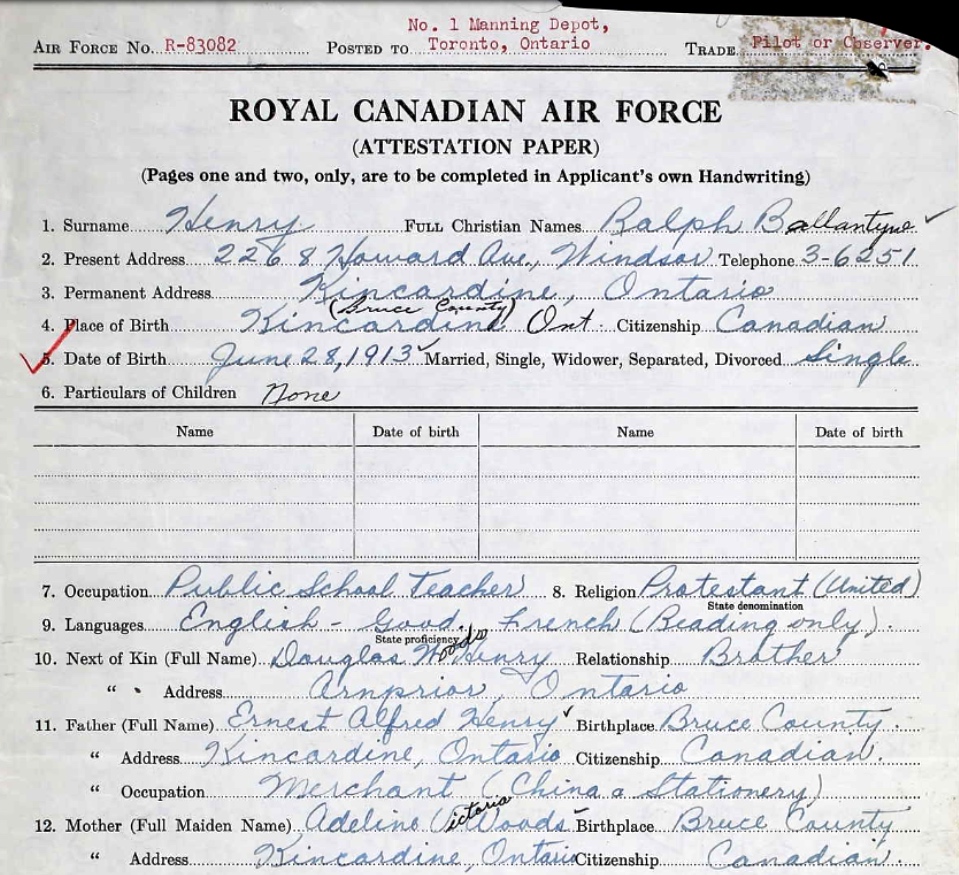 No. 1 Manning Depot,
AIR FORCE NO. R-83082 POSTED TO Toronto, Ontario TRADE Pilot or Observer.
ROYAL CANADIAN AIR FORCE
(ATTESTATION PAPER)
(Pages one and two, only, are to be completed in Applicant's own Handwriting)
1. Surname Henry FULL Christian Names Ralph Ballantyne
2. Present Address 2268 Howard Ave., Windsor Telephone 3-6251
3. Permanent Address Kincardine, Ontario
(Bruce County)
4. Place of Birth Kincardine Ont. Citizenship Canadian
5. Date of Birth June 28, 1913 Married, Single, Widower, Separated, Divorced Single
6. Particulars of Children None
Name Date of birth Name Date of birth
7. Occupation Public School Teacher 8. Religion Protestant (United)
State denomination
9. Languages English - Good. French (Reading only).
State proficiency
10. Next of Kin (Full Name) Douglas Woods Henry Relationship Brother
" Address Arnprior, Ontario
11. Father (Full Name) Ernest Alfred Henry Birthplace Bruce County.
" Address Kincardine, Ontario Citizenship Canadian.
" Occupation Merchant (China & Stationery)
12. Mother (Full Maiden Name) Adeline Victoria Woods Birthplace Bruce County
" Address Kincardine, Ontario Citizenship Canadian.